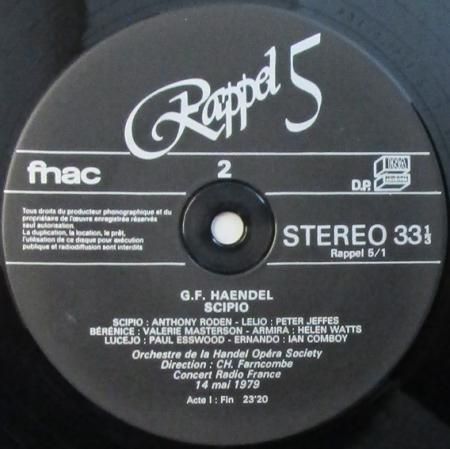 Rappel 5
fnac
2
D.P.
Tous droits du producteur phonographique et du
propriétaire de l'œuvre enregistrée réservés
sauf autorisation.
La duplication, la location, le prêt,
l'utilisation de ce disque pour exécution
publique et radiodiffusion sont interdits
STEREO 33 1/3
Rappel 5/1
G.F. HAENDEL
SCIPIO
SCIPIO : ANTHONY RODEN - LELIO : PETER JEFFES
BÉRÉNICE : VALERIE MASTERSON - ARMIRA : HELEN WATTS
LUCEJO : PAUL ESSWOOD - ERNANDO : IAN COMBOY
Orchestre de la Handel Opéra Society
Direction : CH. Farncombe
Concert Radio France
14 mai 1979
Acte I : Fin 23'20